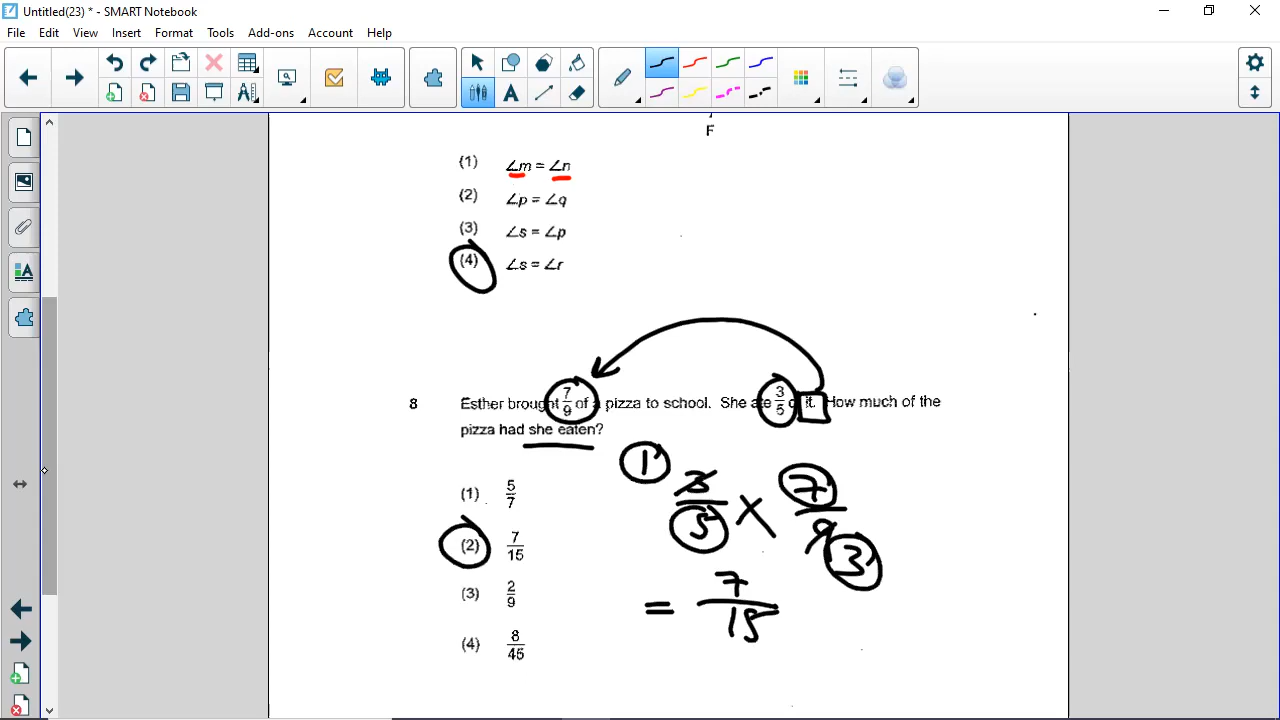 Untitled(23) * - SMART Notebook
File Edit View Insert Format Tools Add-ons Account Help
F
(1) ∠m = ∠n
(2) ∠p = ∠q
(3) ∠s = ∠p
(4) ∠s = ∠r
8 Esther brought 7/9 of a pizza to school. She ate 3/5 of it. How much of the
pizza had she eaten?
(1) 5/7
(2) 7/15
(3) 2/9
(4) 8/45
1 3/5 × 7/9 3
= 7/15